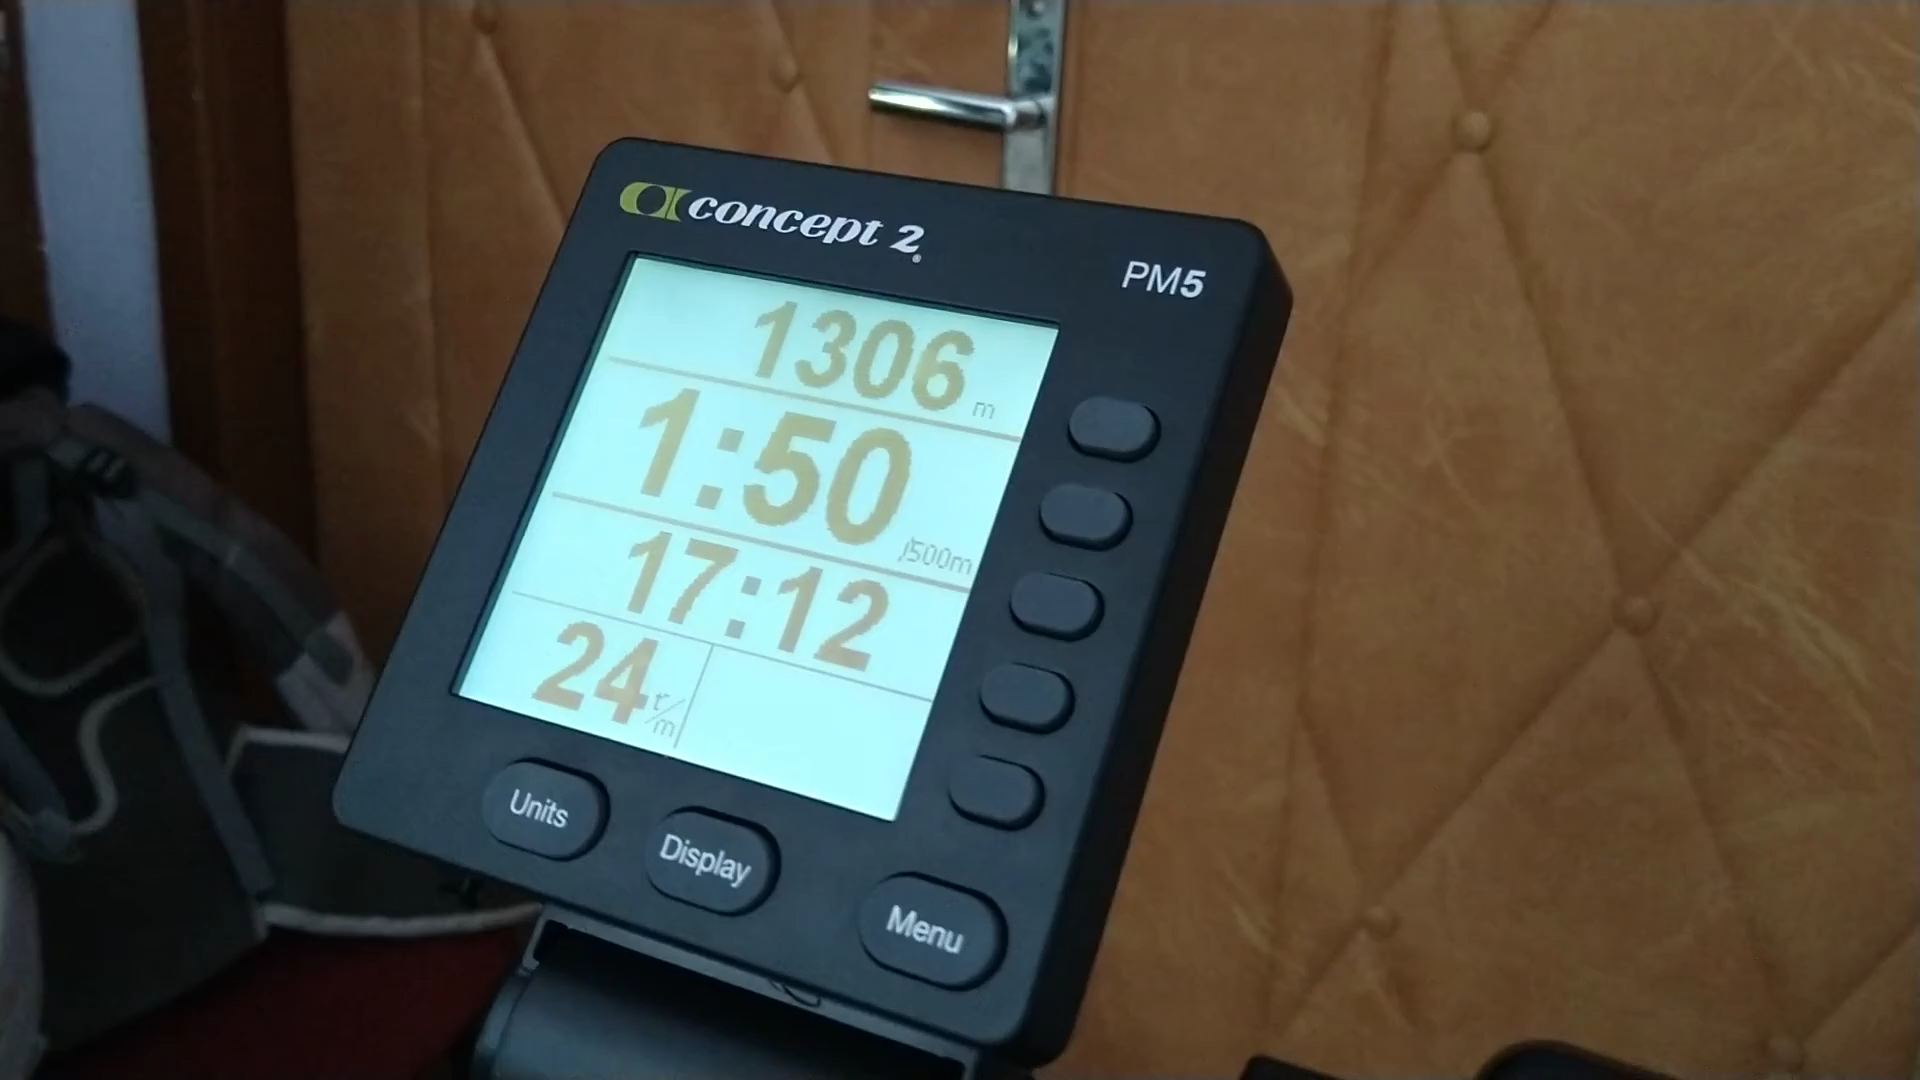 concept 2®
PM5
1306 m
1:50 /500m
17:12
24 t/m
Units
Display
Menu